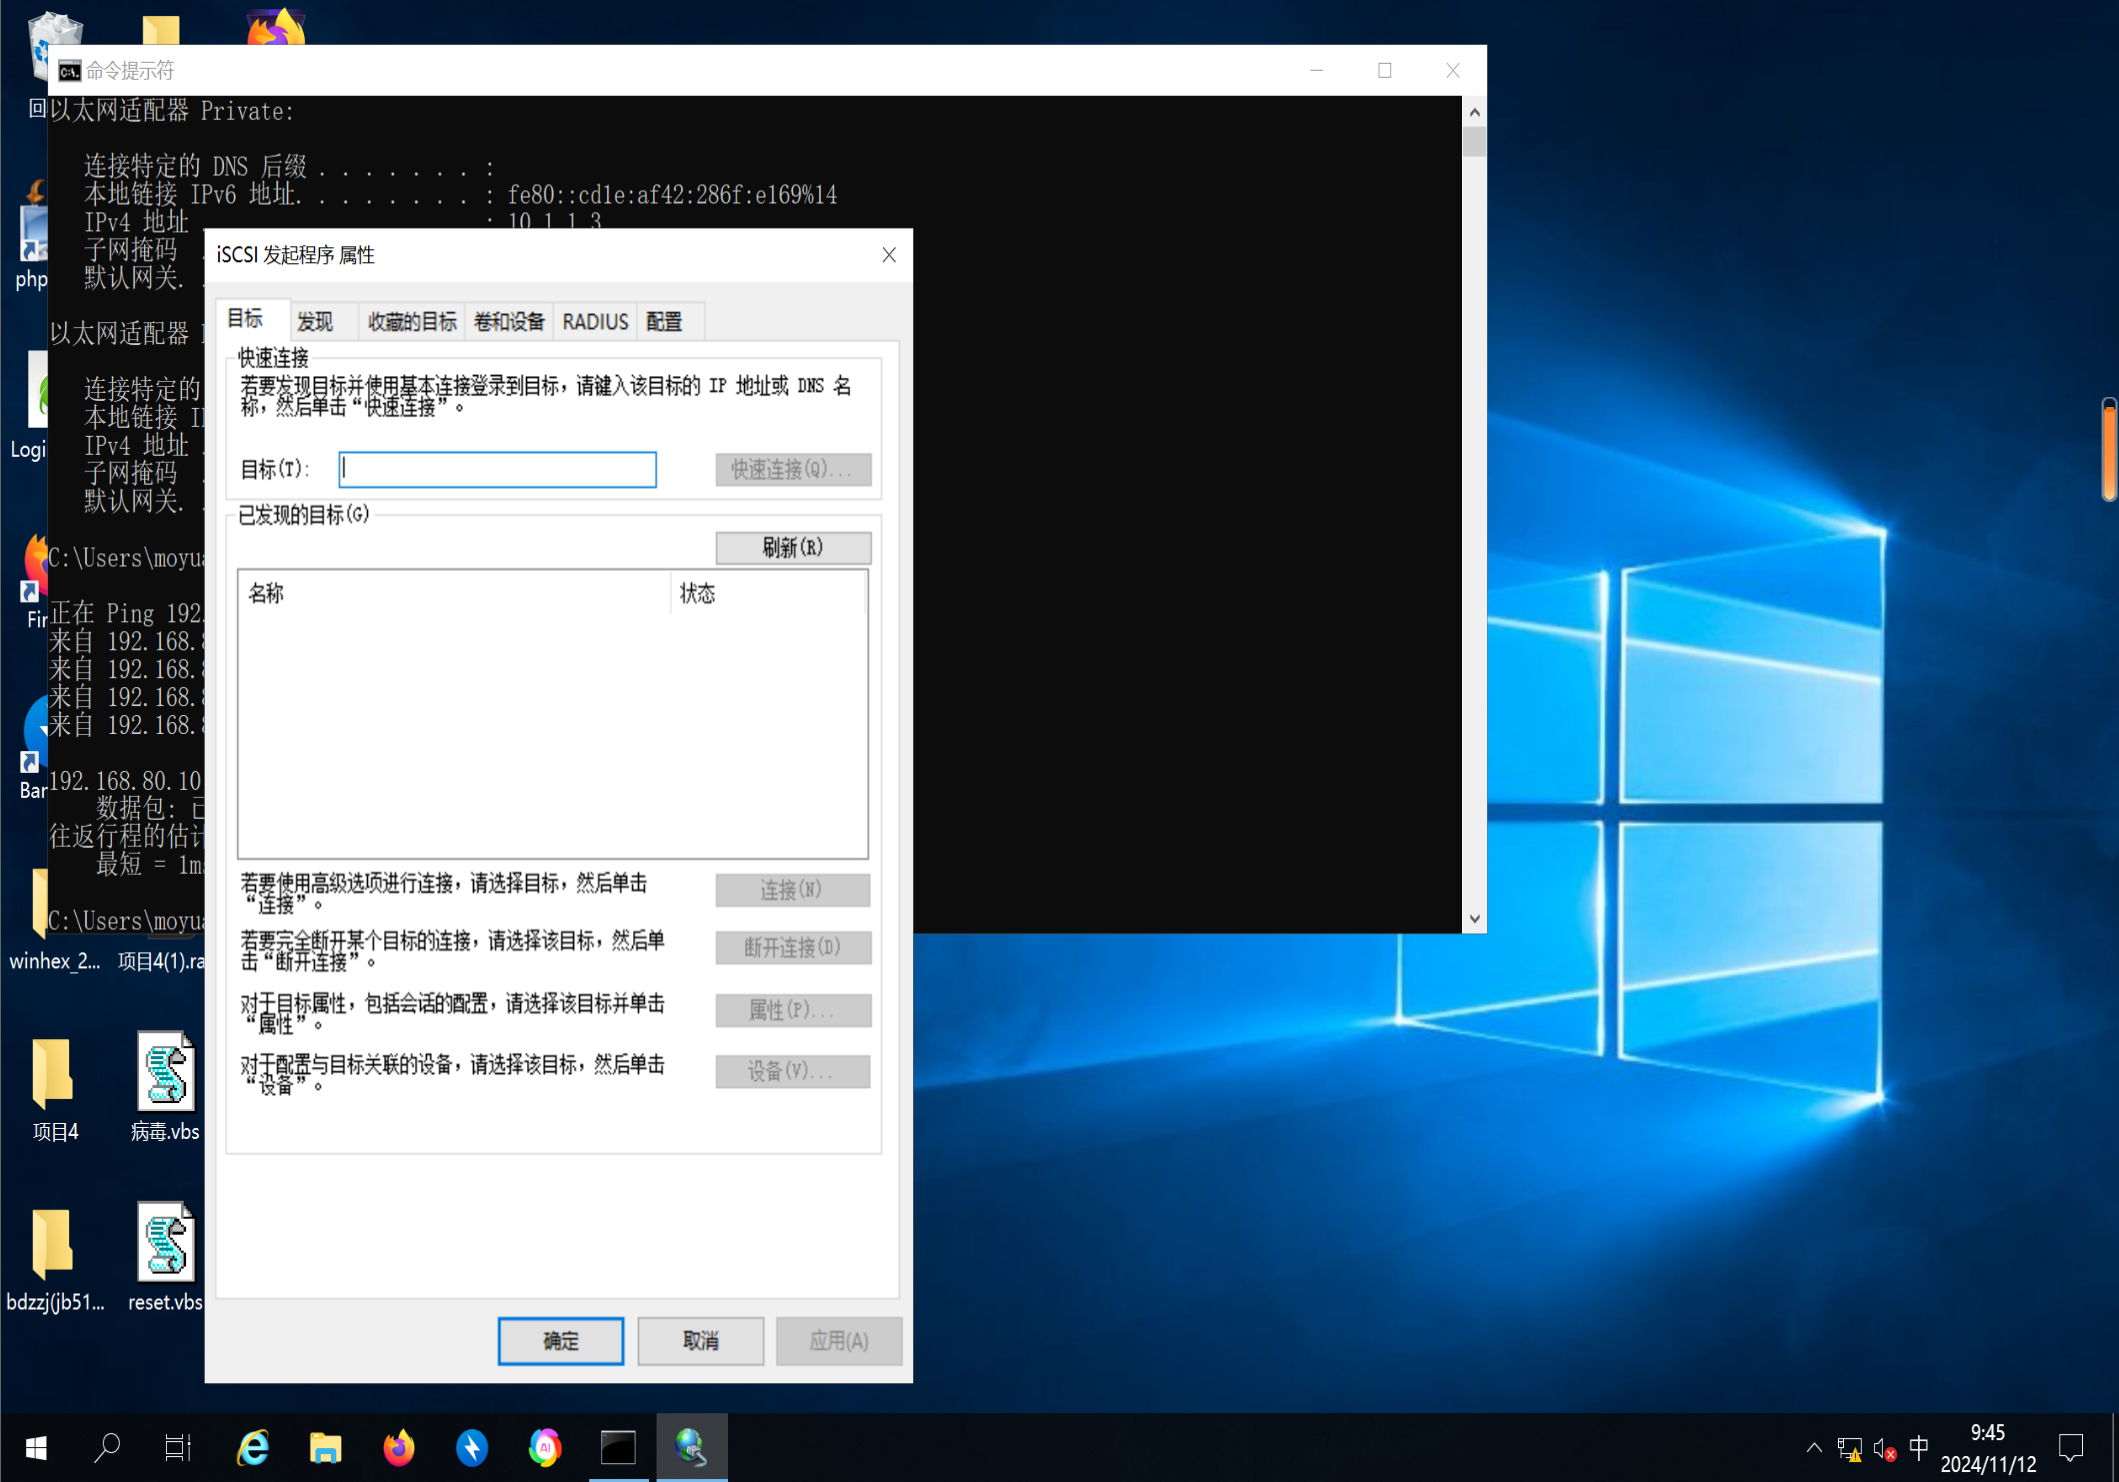 命令提示符
回
以太网适配器 Private:
连接特定的 DNS 后缀 . . . . . . . :
本地链接 IPv6 地址. . . . . . . . : fe80::cd1e:af42:286f:e169%14
IPv4 地址 . : 10.1.1.3
子网掩码 .
默认网关. .
以太网适配器
连接特定的
本地链接
IPv4 地址 .
子网掩码 .
默认网关. .
C:\Users\moyua
正在 Ping 192.
来自 192.168.8
来自 192.168.8
来自 192.168.8
来自 192.168.8
192.168.80.10
数据包: 已
往返行程的估计
最短 = 1ms
C:\Users\moyua
iSCSI 发起程序 属性
目标 发现 收藏的目标 卷和设备 RADIUS 配置
快速连接
若要发现目标并使用基本连接登录到目标，请键入该目标的 IP 地址或 DNS 名
称，然后单击“快速连接”。
目标(T): 快速连接(Q)...
已发现的目标(G)
刷新(R)
名称 状态
若要使用高级选项进行连接，请选择目标，然后单击
“连接”。
连接(N)
若要完全断开某个目标的连接，请选择该目标，然后单
击“断开连接”。
断开连接(D)
对于目标属性，包括会话的配置，请选择该目标并单击
“属性”。
属性(P)...
对于配置与目标关联的设备，请选择该目标，然后单击
“设备”。
设备(V)...
确定 取消 应用(A)
php
Logi
Fir
Ban
winhex_2... 项目4(1).ra
项目4 病毒.vbs
bdzzj(jb51... reset.vbs
AI
中
9:45
2024/11/12